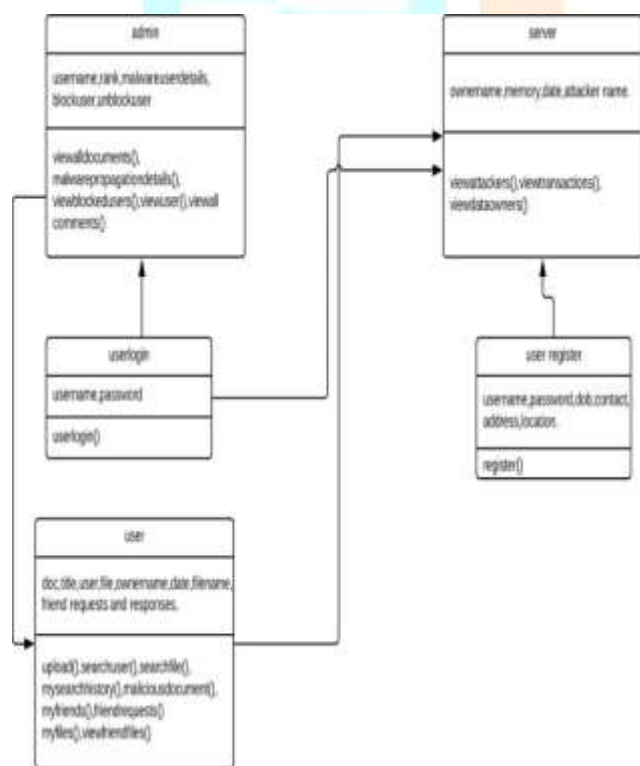 admin
username,rank,malwareuserdetails,
blockuser,unblockuser
viewalldocuments(),
malwarepropagationdetails(),
viewblockedusers(),viewuser(),viewall
comments()
server
ownername,memory,date,attacker name.
viewattackers(),viewtransactions(),
viewdataowners()
userlogin
username,password
userlogin()
user register
username,password,dob,contact,
address,location.
register()
user
doc,title,user,file,ownername,date,filename,
friend requests and responses.
upload(),searchuser(),searchfile(),
mysearchhistory(),maliciousdocument(),
myfriends(),friendrequests()
myfiles(),viewfriendfiles()